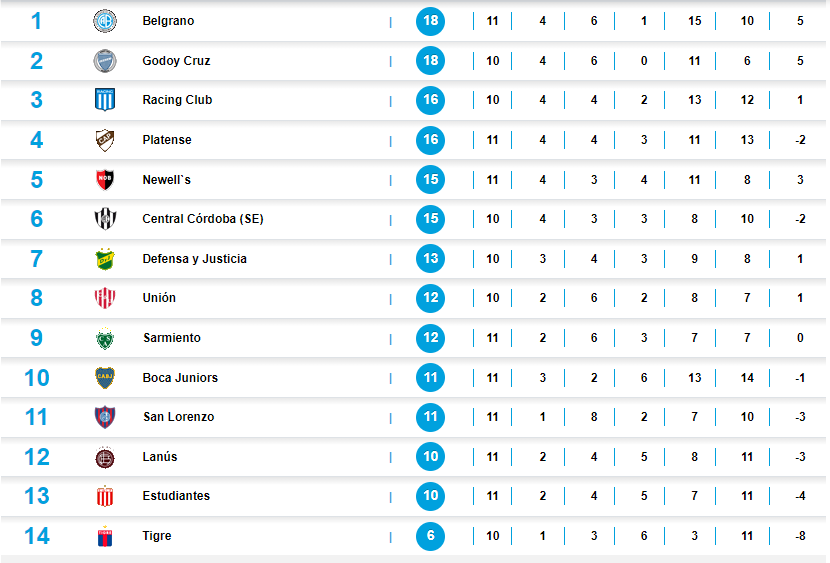 1 Belgrano 18 11 4 6 1 15 10 5
2 Godoy Cruz 18 10 4 6 0 11 6 5
3 Racing Club 16 10 4 4 2 13 12 1
4 Platense 16 11 4 4 3 11 13 -2
5 Newell`s 15 11 4 3 4 11 8 3
6 Central Córdoba (SE) 15 10 4 3 3 8 10 -2
7 Defensa y Justicia 13 10 3 4 3 9 8 1
8 Unión 12 10 2 6 2 8 7 1
9 Sarmiento 12 11 2 6 3 7 7 0
10 Boca Juniors 11 11 3 2 6 13 14 -1
11 San Lorenzo 11 11 1 8 2 7 10 -3
12 Lanús 10 11 2 4 5 8 11 -3
13 Estudiantes 10 11 2 4 5 7 11 -4
14 Tigre 6 10 1 3 6 3 11 -8